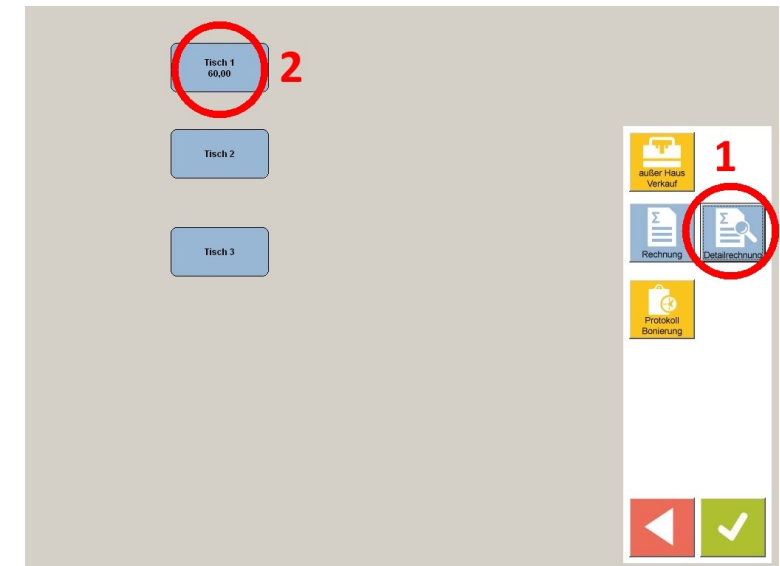 Tisch 1
60,00
2
Tisch 2
Tisch 3
1
außer Haus
Verkauf
Σ
Rechnung
Σ
Detailrechnung
Protokoll
Bonierung